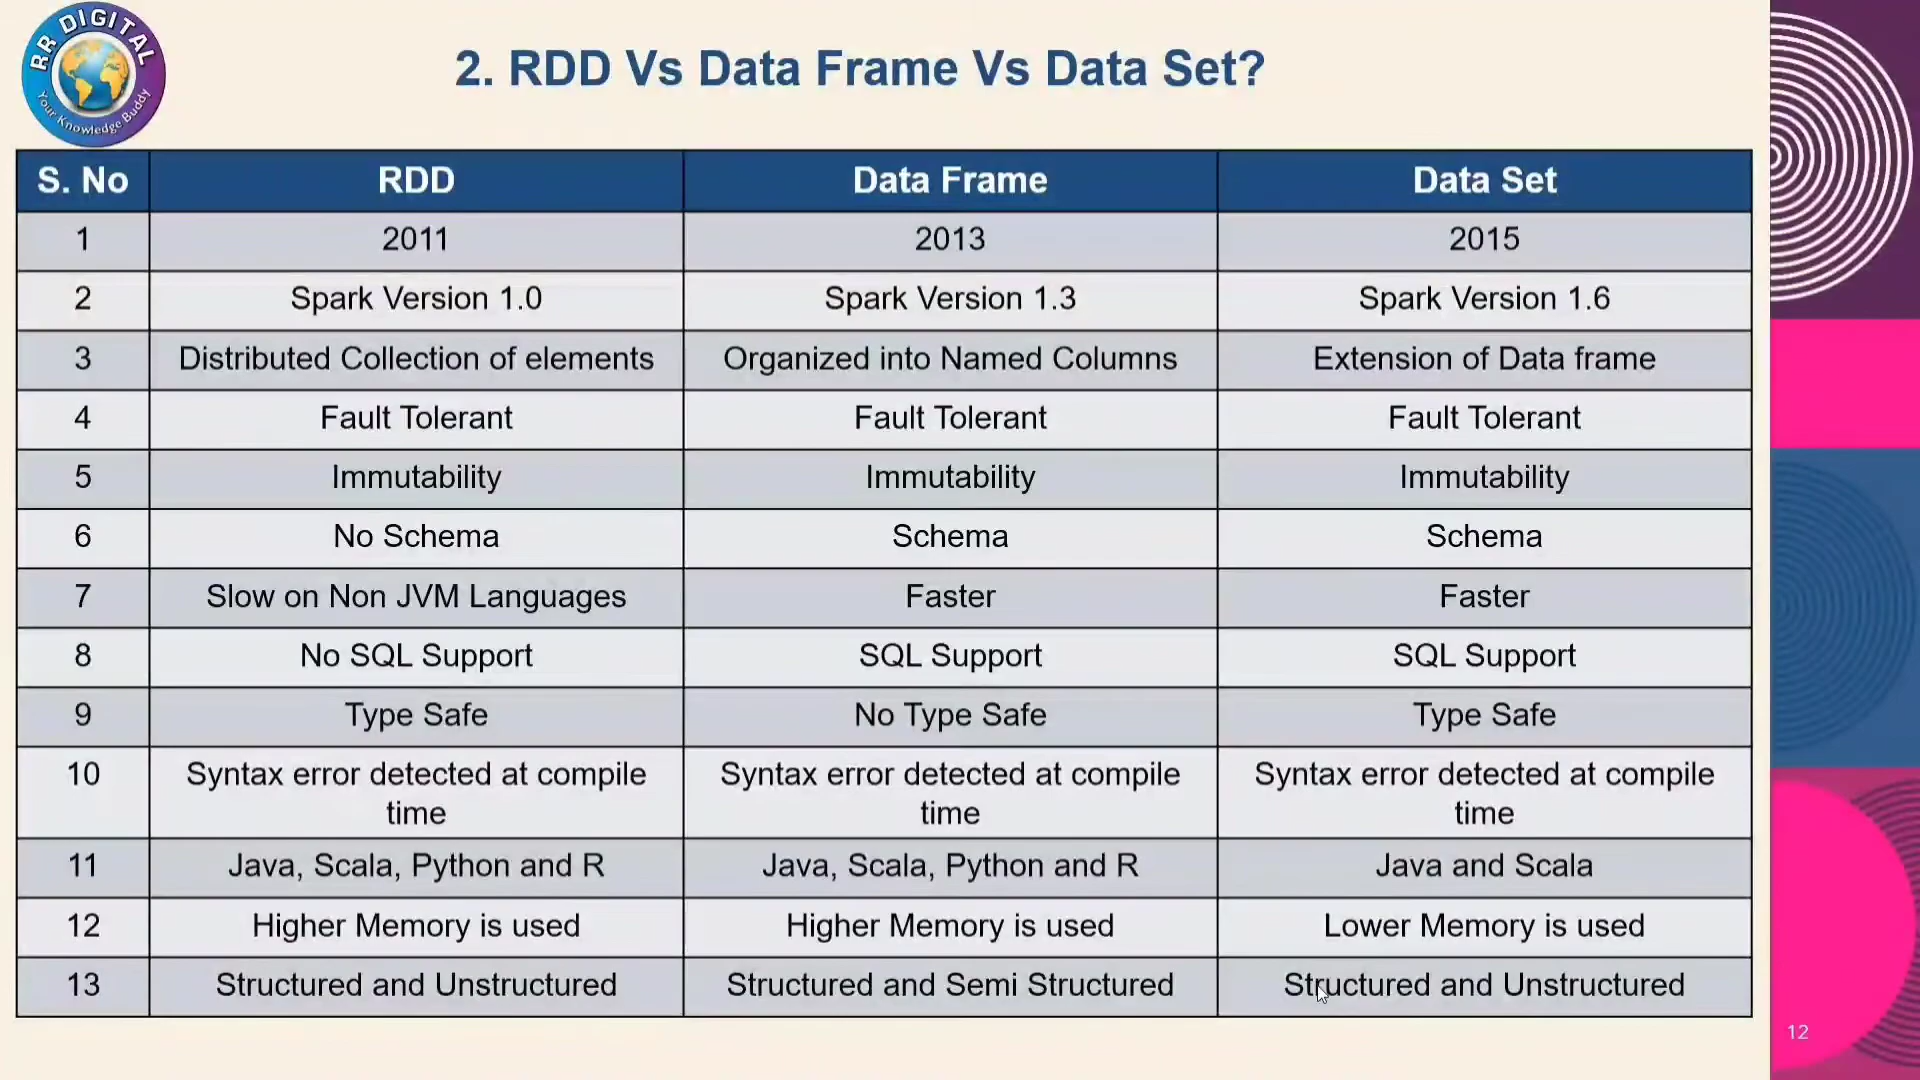 RR DIGITAL
Your Knowledge Buddy
2. RDD Vs Data Frame Vs Data Set?
S. No RDD Data Frame Data Set
1 2011 2013 2015
2 Spark Version 1.0 Spark Version 1.3 Spark Version 1.6
3 Distributed Collection of elements Organized into Named Columns Extension of Data frame
4 Fault Tolerant Fault Tolerant Fault Tolerant
5 Immutability Immutability Immutability
6 No Schema Schema Schema
7 Slow on Non JVM Languages Faster Faster
8 No SQL Support SQL Support SQL Support
9 Type Safe No Type Safe Type Safe
10 Syntax error detected at compile Syntax error detected at compile Syntax error detected at compile
time time time
11 Java, Scala, Python and R Java, Scala, Python and R Java and Scala
12 Higher Memory is used Higher Memory is used Lower Memory is used
13 Structured and Unstructured Structured and Semi Structured Structured and Unstructured
12